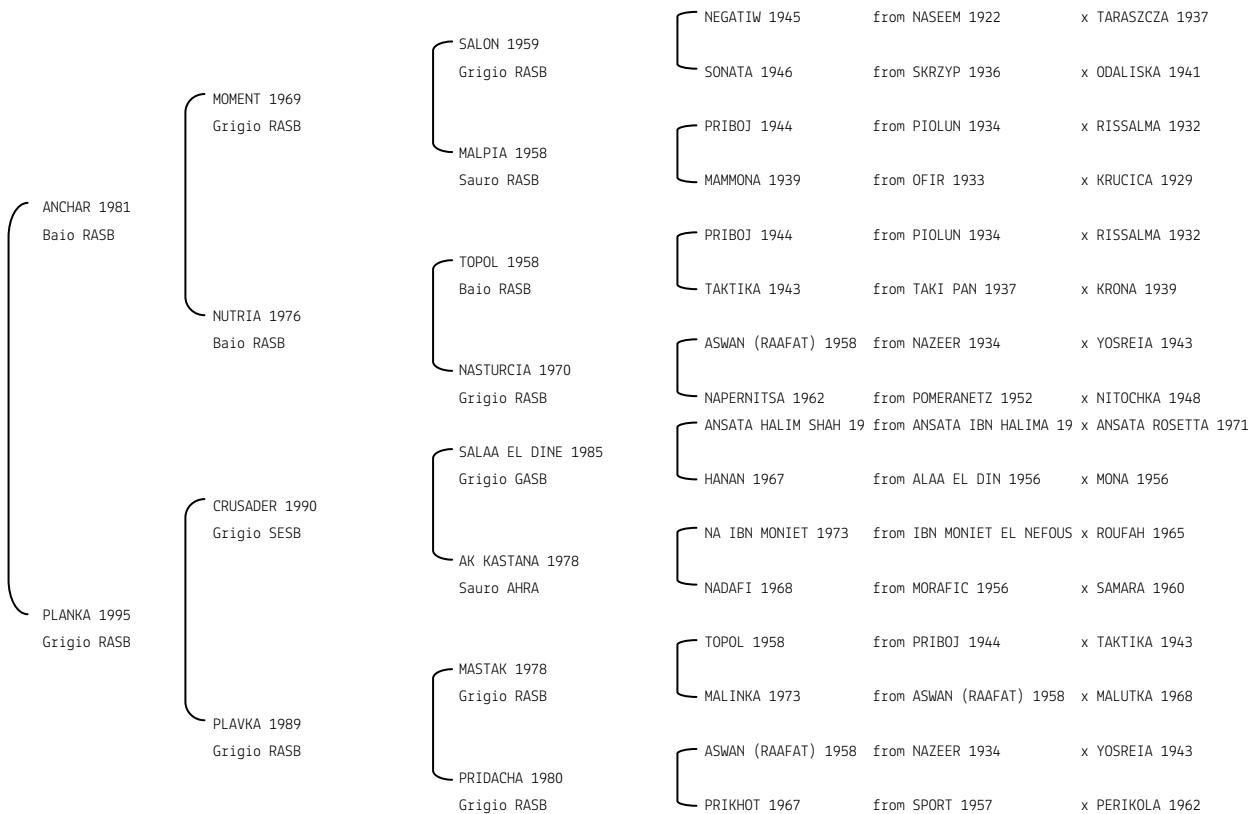 NEGATIW 1945 from NASEEM 1922 x TARASZCZA 1937
SALON 1959
Grigio RASB SONATA 1946 from SKRZYP 1936 x ODALISKA 1941
MOMENT 1969
Grigio RASB PRIBOJ 1944 from PIOLUN 1934 x RISSALMA 1932
MALPIA 1958
Sauro RASB MAMMONA 1939 from OFIR 1933 x KRUCICA 1929
ANCHAR 1981
Baio RASB PRIBOJ 1944 from PIOLUN 1934 x RISSALMA 1932
TOPOL 1958
Baio RASB TAKTIKA 1943 from TAKI PAN 1937 x KRONA 1939
NUTRIA 1976
Baio RASB ASWAN (RAAFAT) 1958 from NAZEER 1934 x YOSREIA 1943
NASTURCIA 1970
Grigio RASB NAPERNITSA 1962 from POMERANETZ 1952 x NITOCHKA 1948
ANSATA HALIM SHAH 19 from ANSATA IBN HALIMA 19 x ANSATA ROSETTA 1971
SALAA EL DINE 1985
Grigio GASB HANAN 1967 from ALAA EL DIN 1956 x MONA 1956
CRUSADER 1990
Grigio SESB NA IBN MONIET 1973 from IBN MONIET EL NEFOUS x ROUFAH 1965
AK KASTANA 1978
Sauro AHRA NADAFI 1968 from MORAFIC 1956 x SAMARA 1960
PLANKA 1995
Grigio RASB TOPOL 1958 from PRIBOJ 1944 x TAKTIKA 1943
MASTAK 1978
Grigio RASB MALINKA 1973 from ASWAN (RAAFAT) 1958 x MALUTKA 1968
PLAVKA 1989
Grigio RASB ASWAN (RAAFAT) 1958 from NAZEER 1934 x YOSREIA 1943
PRIDACHA 1980
Grigio RASB PRIKHOT 1967 from SPORT 1957 x PERIKOLA 1962